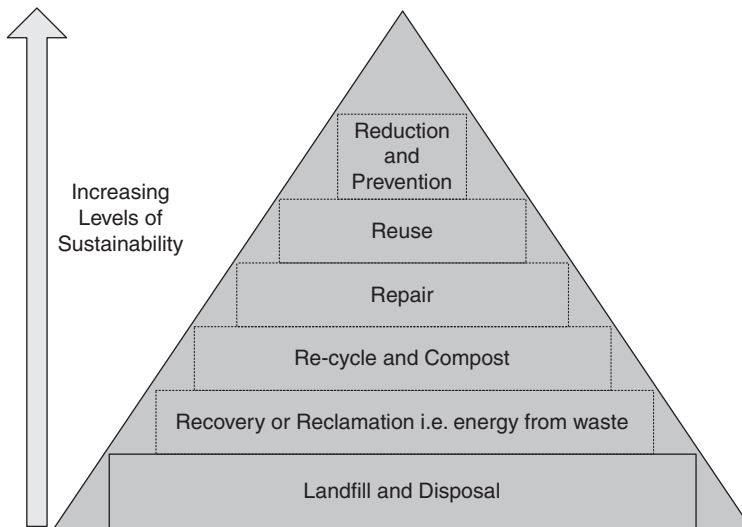 Increasing
Levels of
Sustainability
Reduction
and
Prevention
Reuse
Repair
Re-cycle and Compost
Recovery or Reclamation i.e. energy from waste
Landfill and Disposal